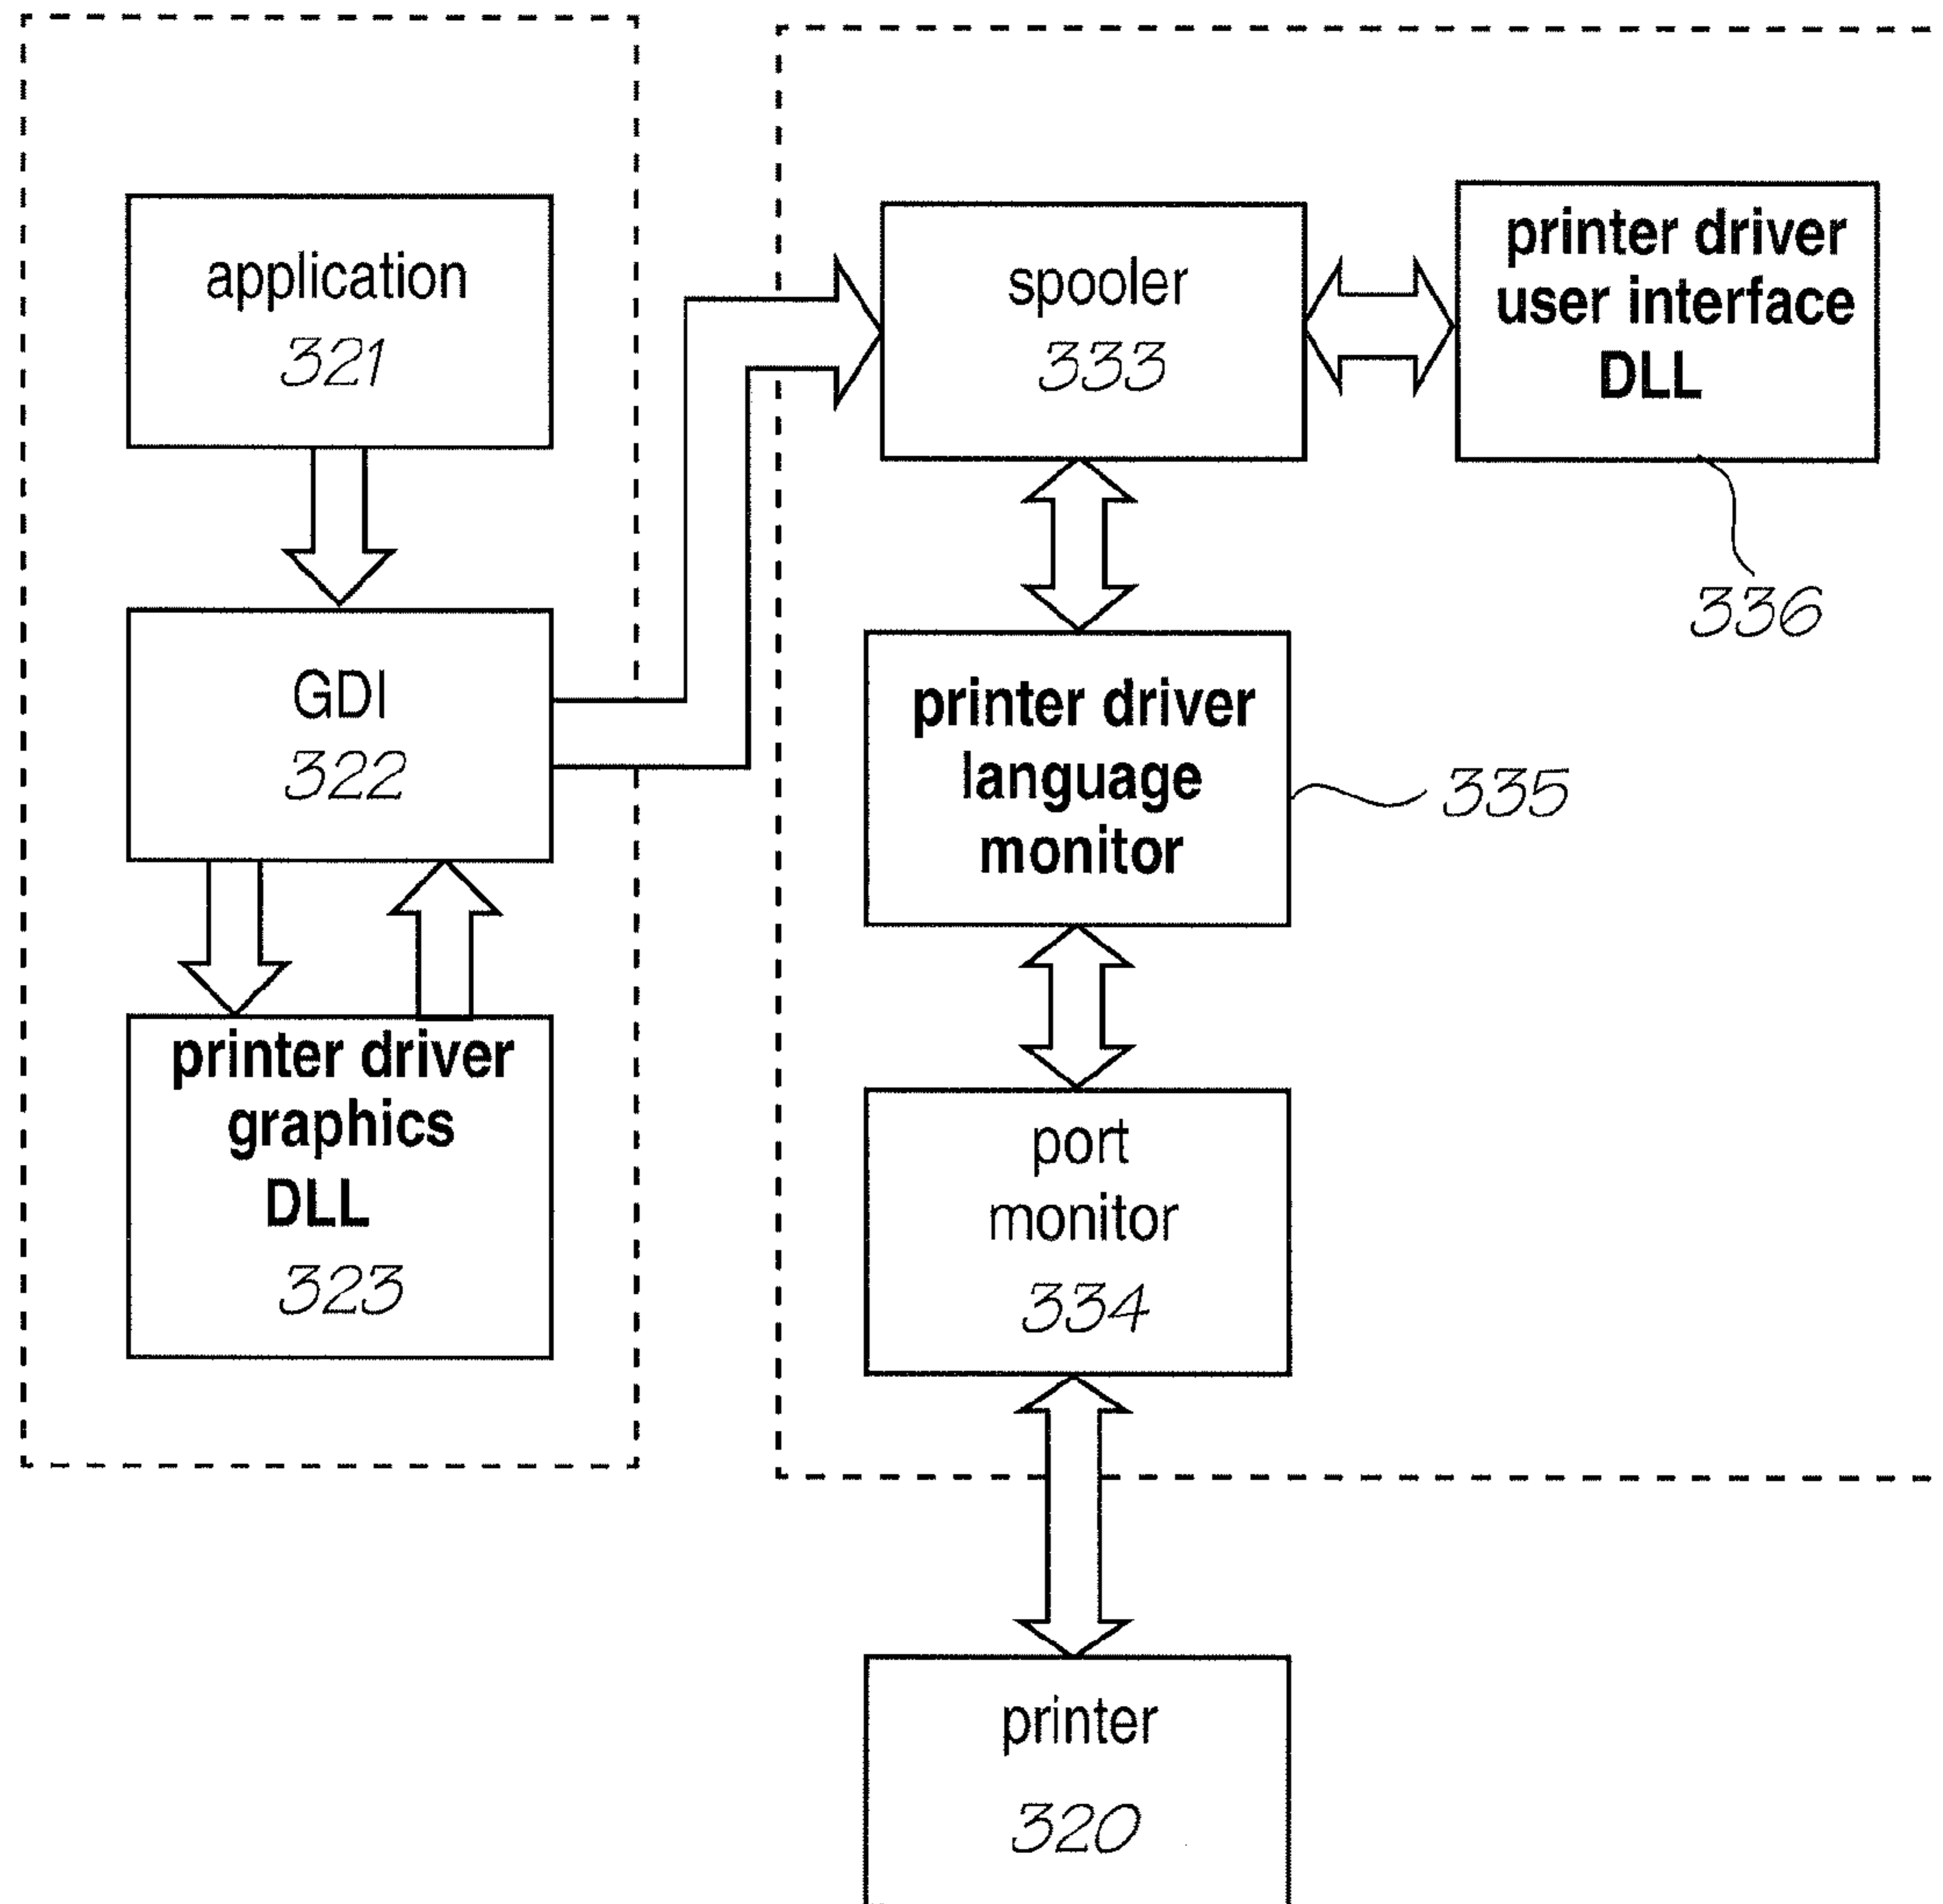 application
321
GDI
322
printer driver
graphics
DLL
323
spooler
333
printer driver
user interface
DLL
336
printer driver
language
monitor
335
port
monitor
334
printer
320